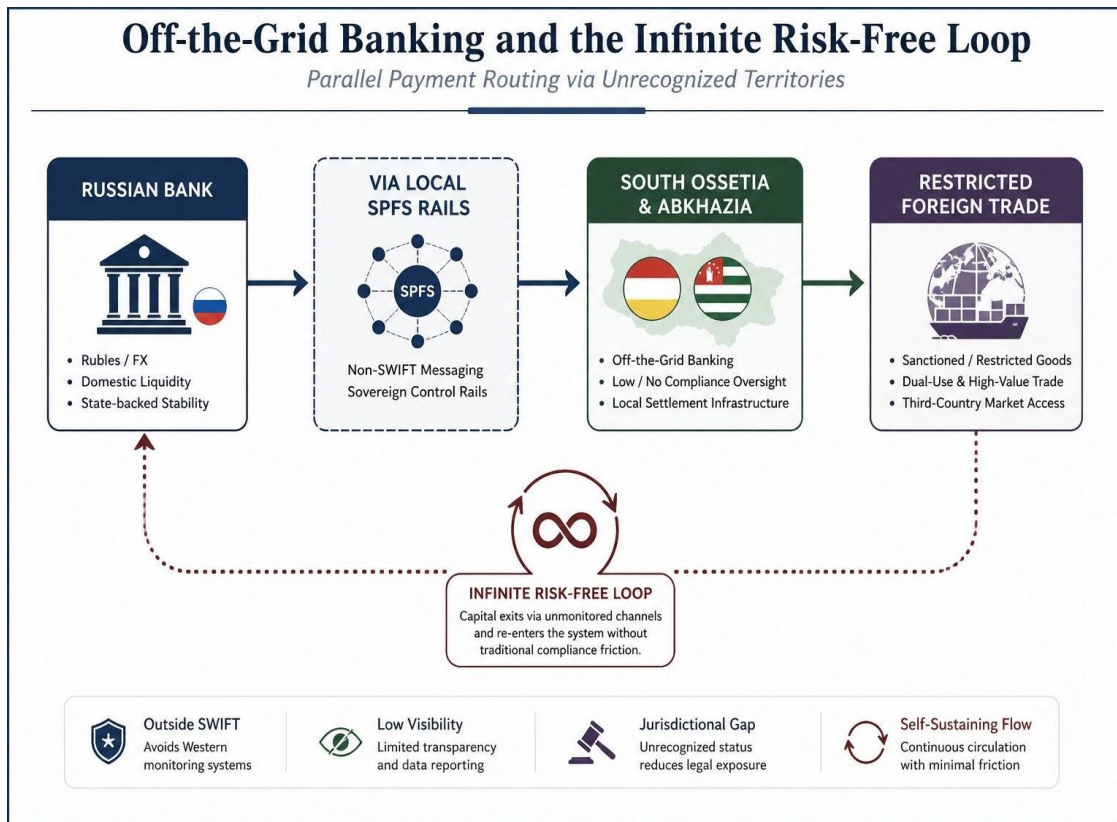 Off-the-Grid Banking and the Infinite Risk-Free Loop
Parallel Payment Routing via Unrecognized Territories
RUSSIAN BANK
• Rubles / FX
• Domestic Liquidity
• State-backed Stability
VIA LOCAL
SPFS RAILS
SPFS
Non-SWIFT Messaging
Sovereign Control Rails
SOUTH OSSETIA
& ABKHAZIA
• Off-the-Grid Banking
• Low / No Compliance Oversight
• Local Settlement Infrastructure
RESTRICTED
FOREIGN TRADE
• Sanctioned / Restricted Goods
• Dual-Use & High-Value Trade
• Third-Country Market Access
INFINITE RISK-FREE LOOP
Capital exits via unmonitored channels
and re-enters the system without
traditional compliance friction.
Outside SWIFT
Avoids Western
monitoring systems
Low Visibility
Limited transparency
and data reporting
Jurisdictional Gap
Unrecognized status
reduces legal exposure
Self-Sustaining Flow
Continuous circulation
with minimal friction